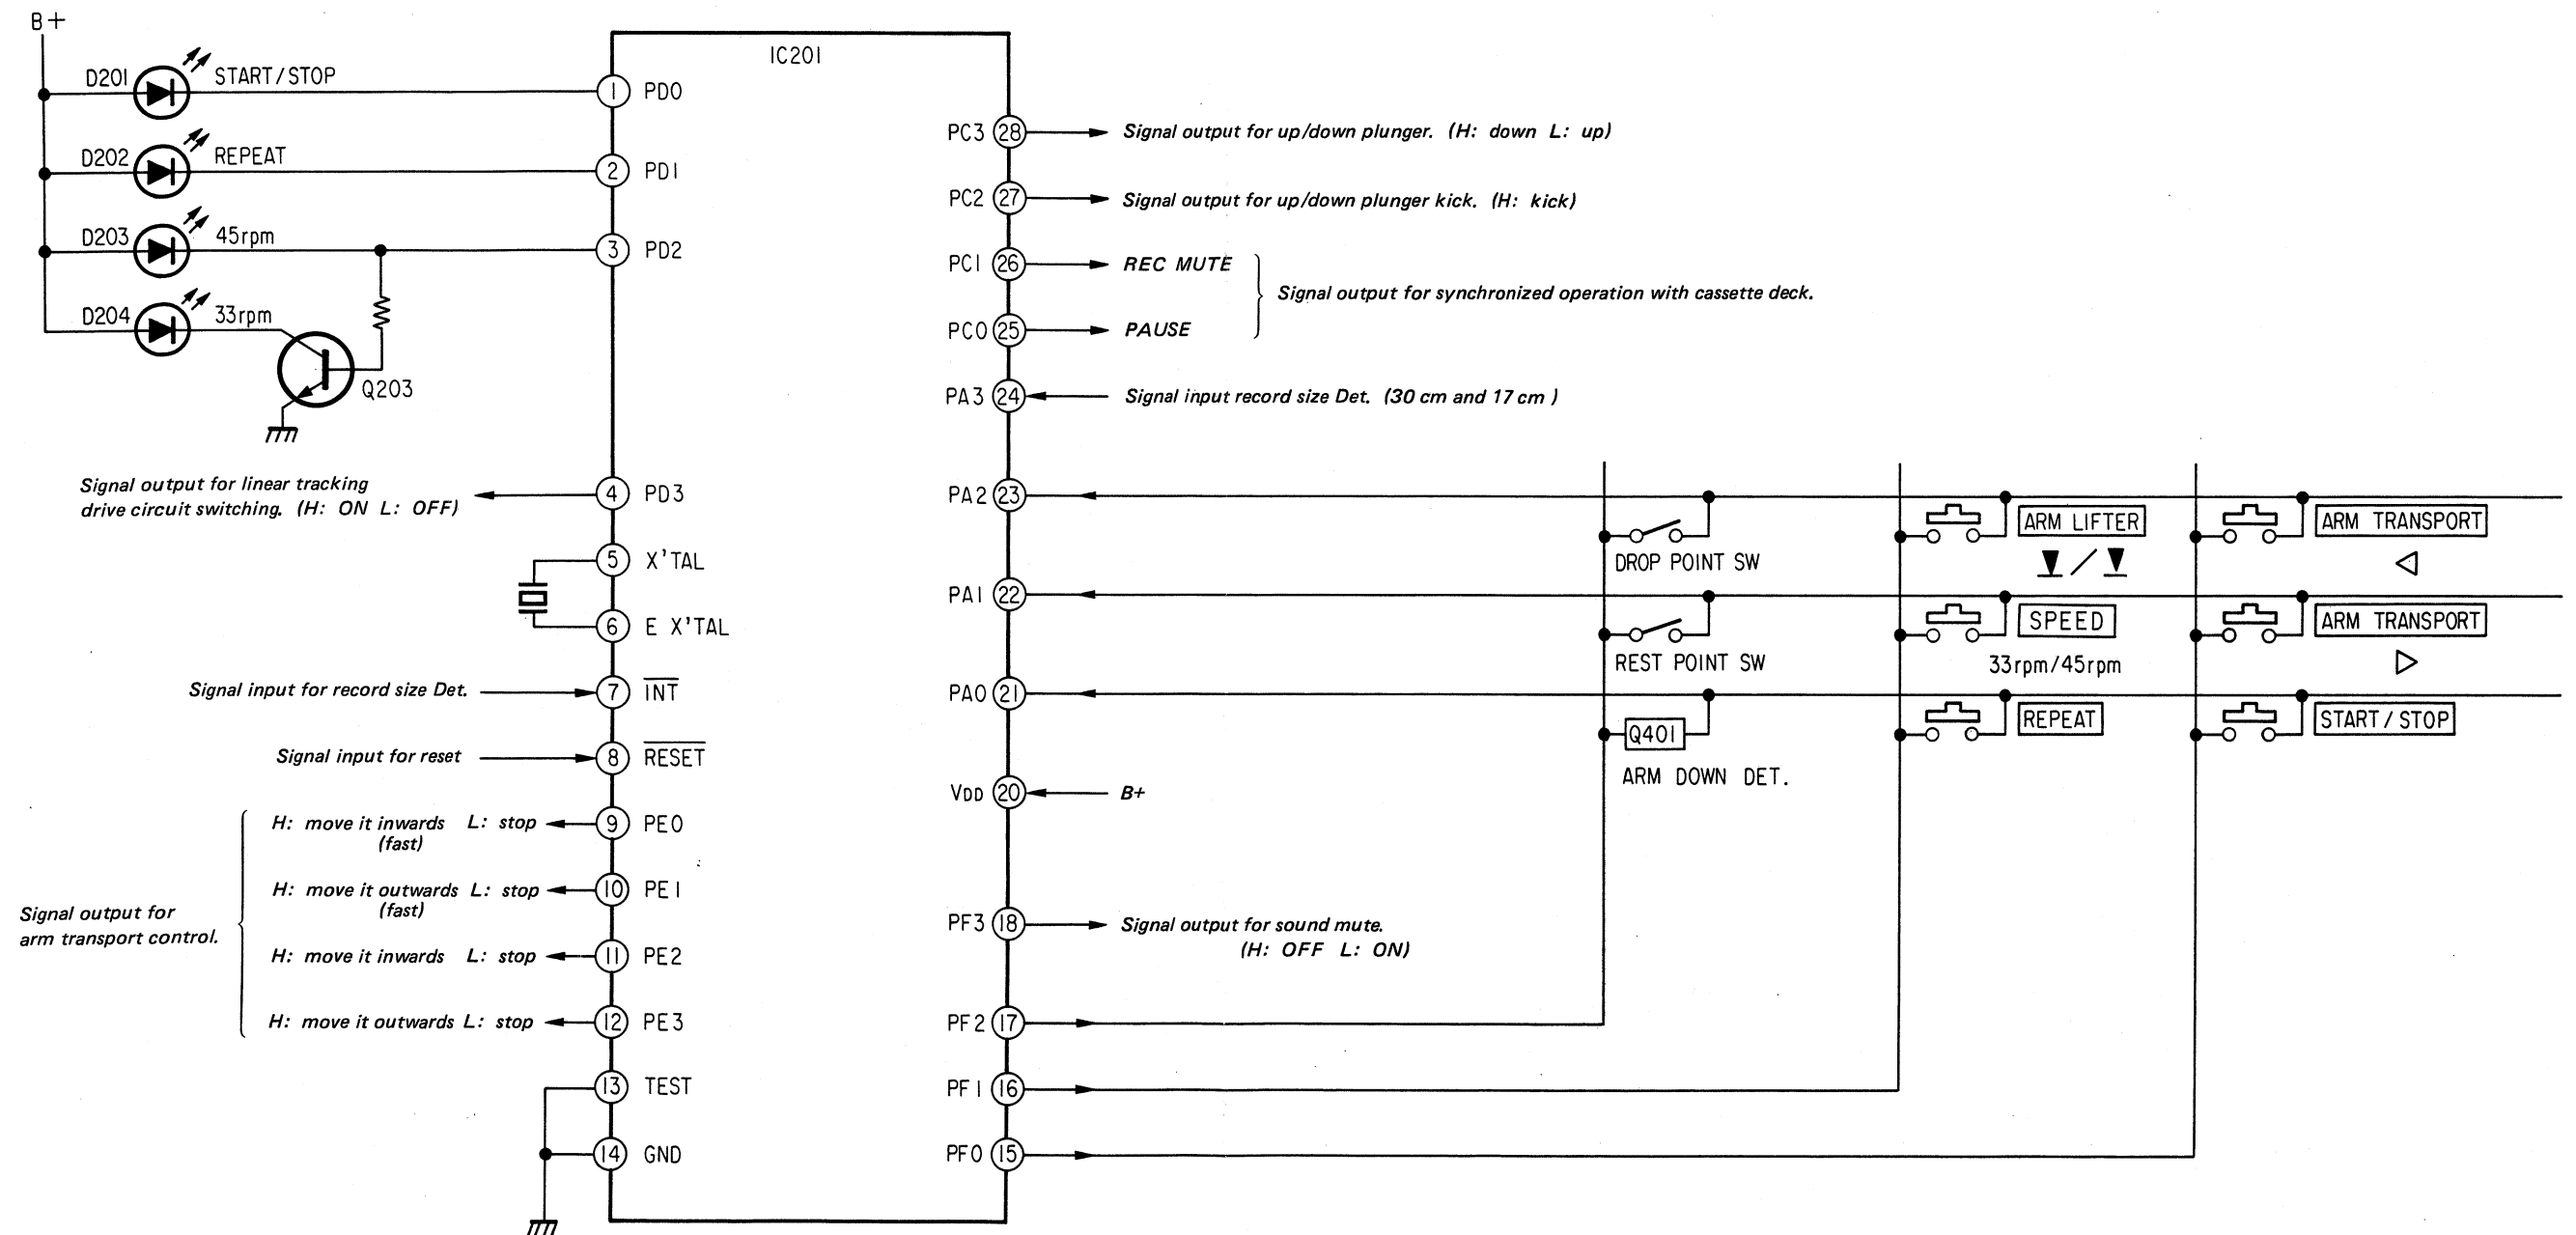 B+
D201 START/STOP
D202 REPEAT
D203 45rpm
D204 33rpm
Q203
IC201
1 PD0
2 PD1
3 PD2
Signal output for linear tracking
drive circuit switching. (H: ON L: OFF)
4 PD3
5 X'TAL
6 E X'TAL
Signal input for record size Det.
7 INT
Signal input for reset
8 RESET
Signal output for
arm transport control.
H: move it inwards L: stop
(fast)
9 PE0
H: move it outwards L: stop
(fast)
10 PE1
H: move it inwards L: stop
11 PE2
H: move it outwards L: stop
12 PE3
13 TEST
14 GND
PC3 28 Signal output for up/down plunger. (H: down L: up)
PC2 27 Signal output for up/down plunger kick. (H: kick)
PC1 26 REC MUTE
Signal output for synchronized operation with cassette deck.
PC0 25 PAUSE
PA3 24 Signal input record size Det. (30 cm and 17 cm)
PA2 23
DROP POINT SW
ARM LIFTER
ARM TRANSPORT
PA1 22
REST POINT SW
SPEED
33rpm/45rpm
ARM TRANSPORT
PA0 21
Q401
ARM DOWN DET.
REPEAT
START/STOP
VDD 20 B+
PF3 18 Signal output for sound mute.
(H: OFF L: ON)
PF2 17
PF1 16
PF0 15